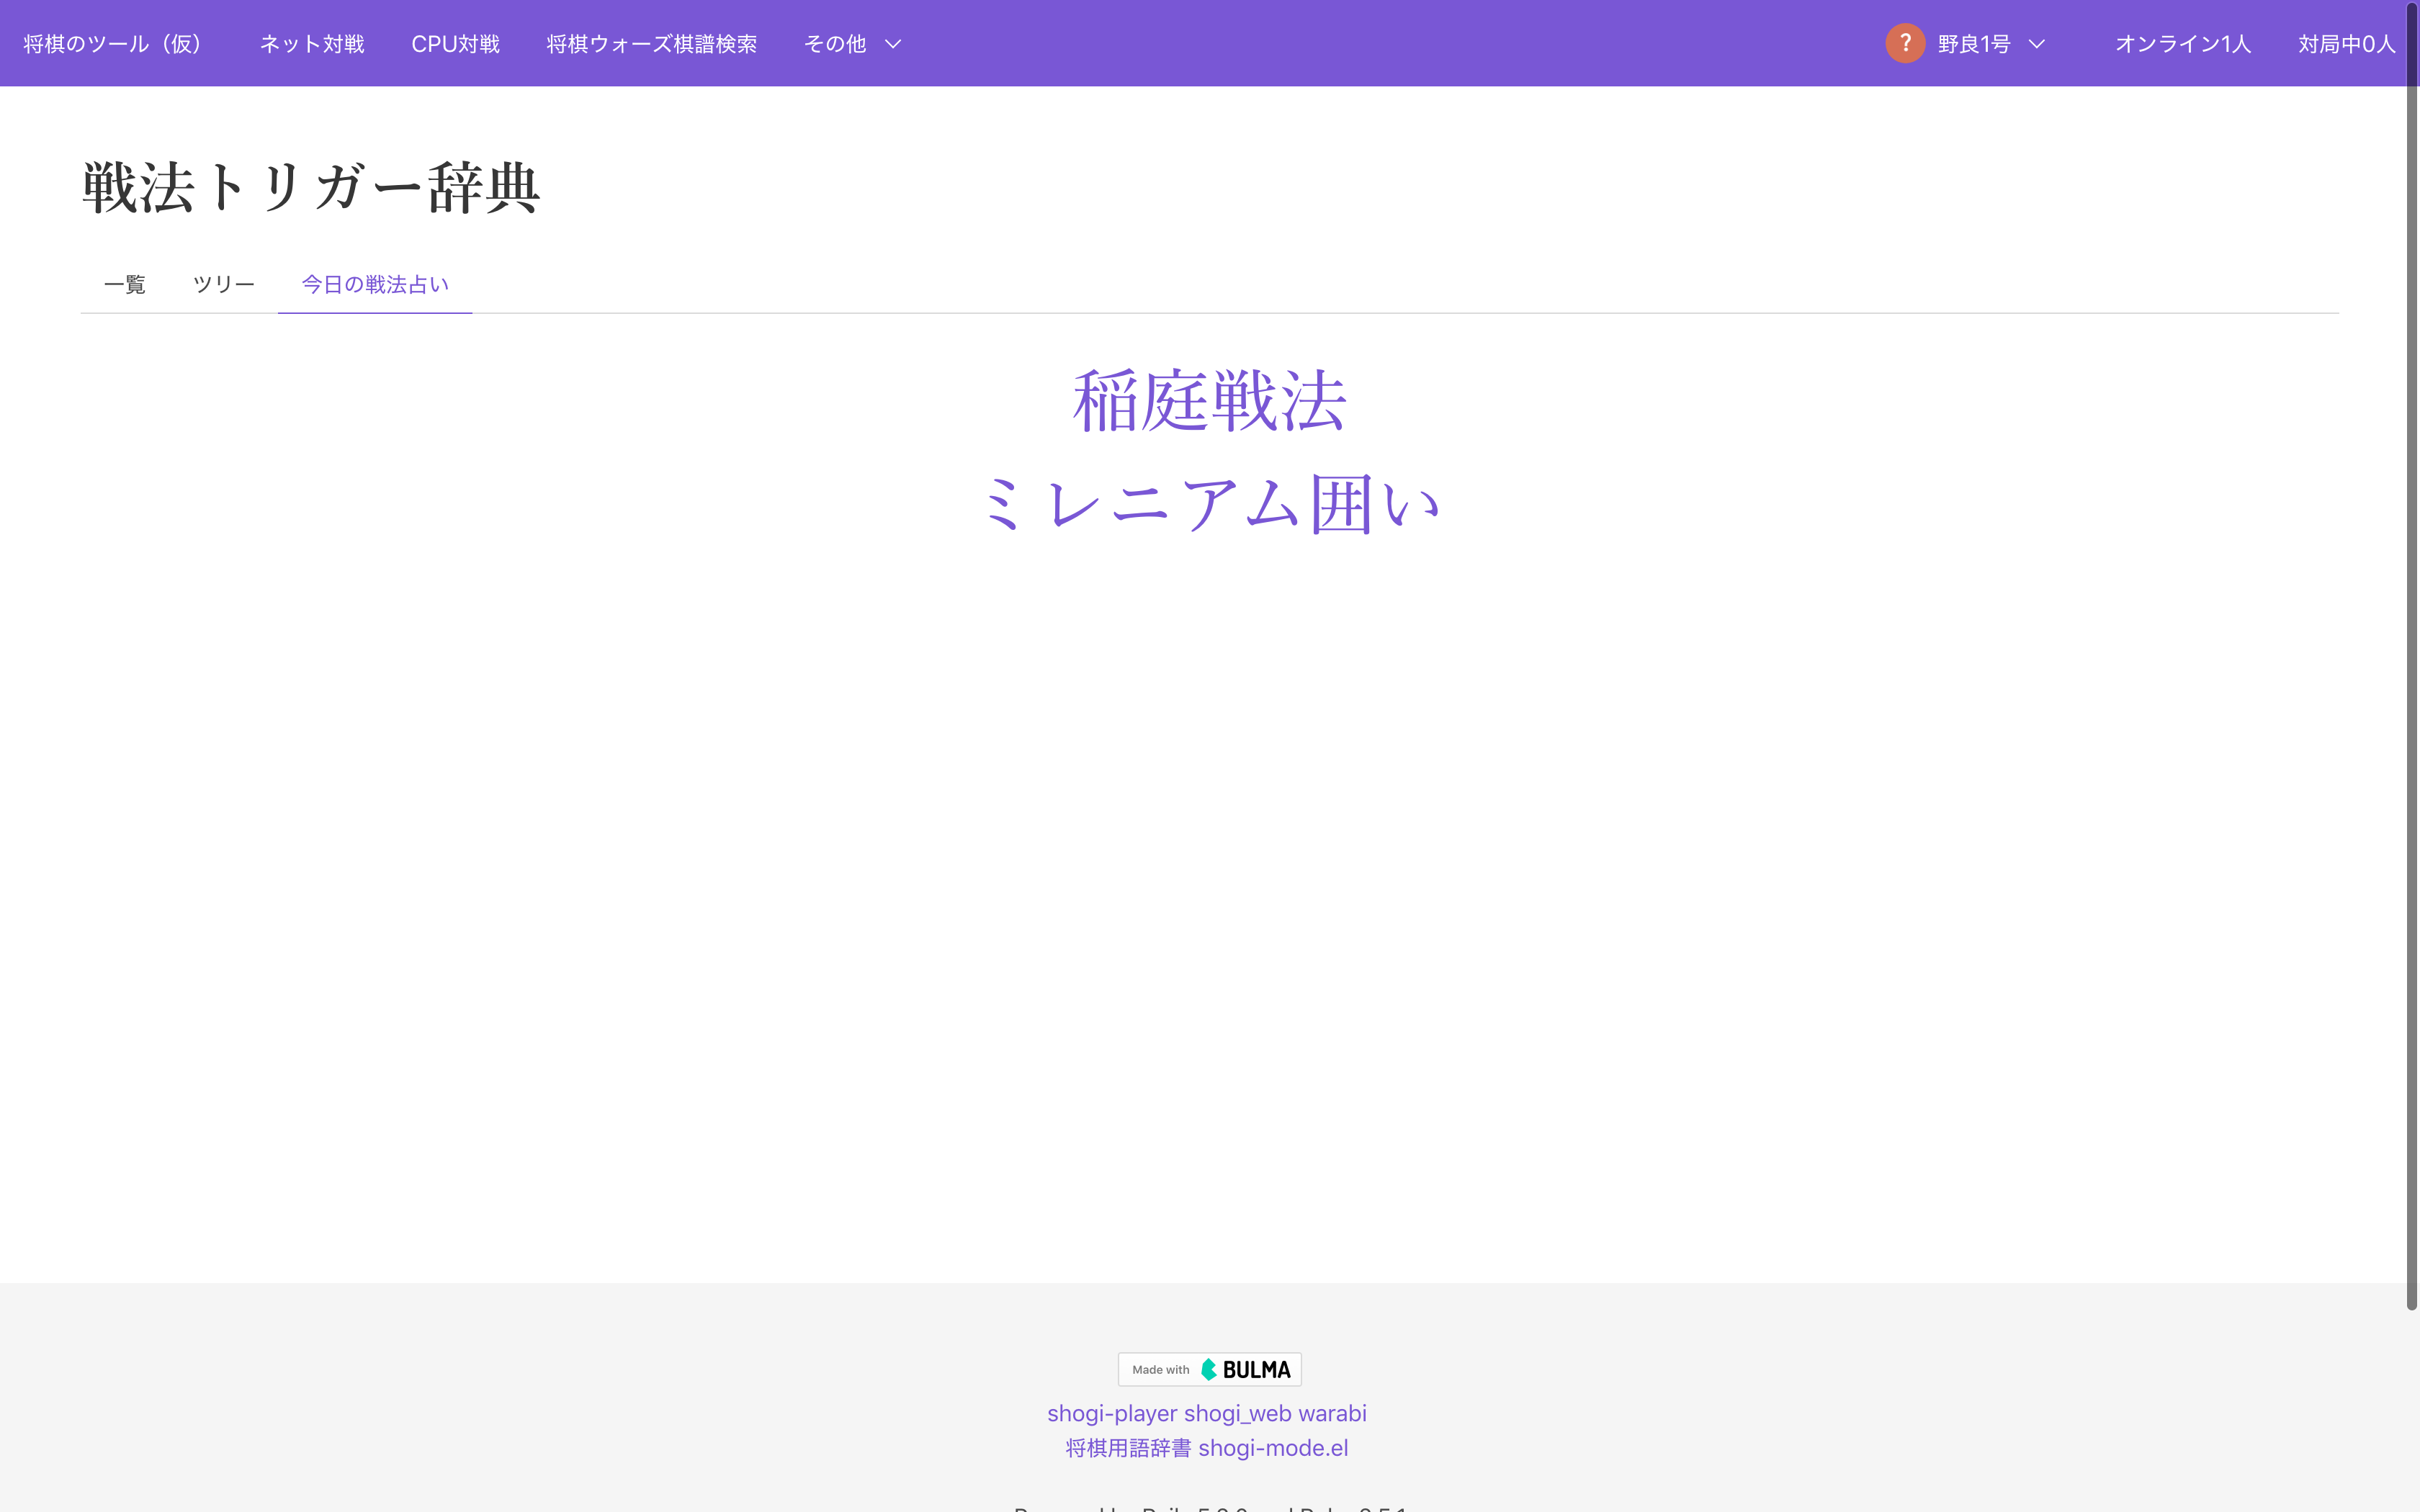 将棋のツール（仮） ネット対戦 CPU対戦 将棋ウォーズ棋譜検索 その他 ? 野良1号 オンライン1人 対局中0人
戦法トリガー辞典
一覧 ツリー 今日の戦法占い
稲庭戦法
ミレニアム囲い
Made with BULMA
shogi-player shogi_web warabi
将棋用語辞書 shogi-mode.el